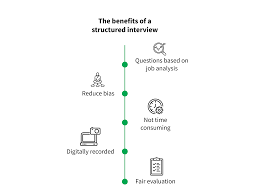 The benefits of a
structured interview
Questions based on
job analysis
Reduce bias
Not time
consuming
Digitally recorded
Fair evaluation